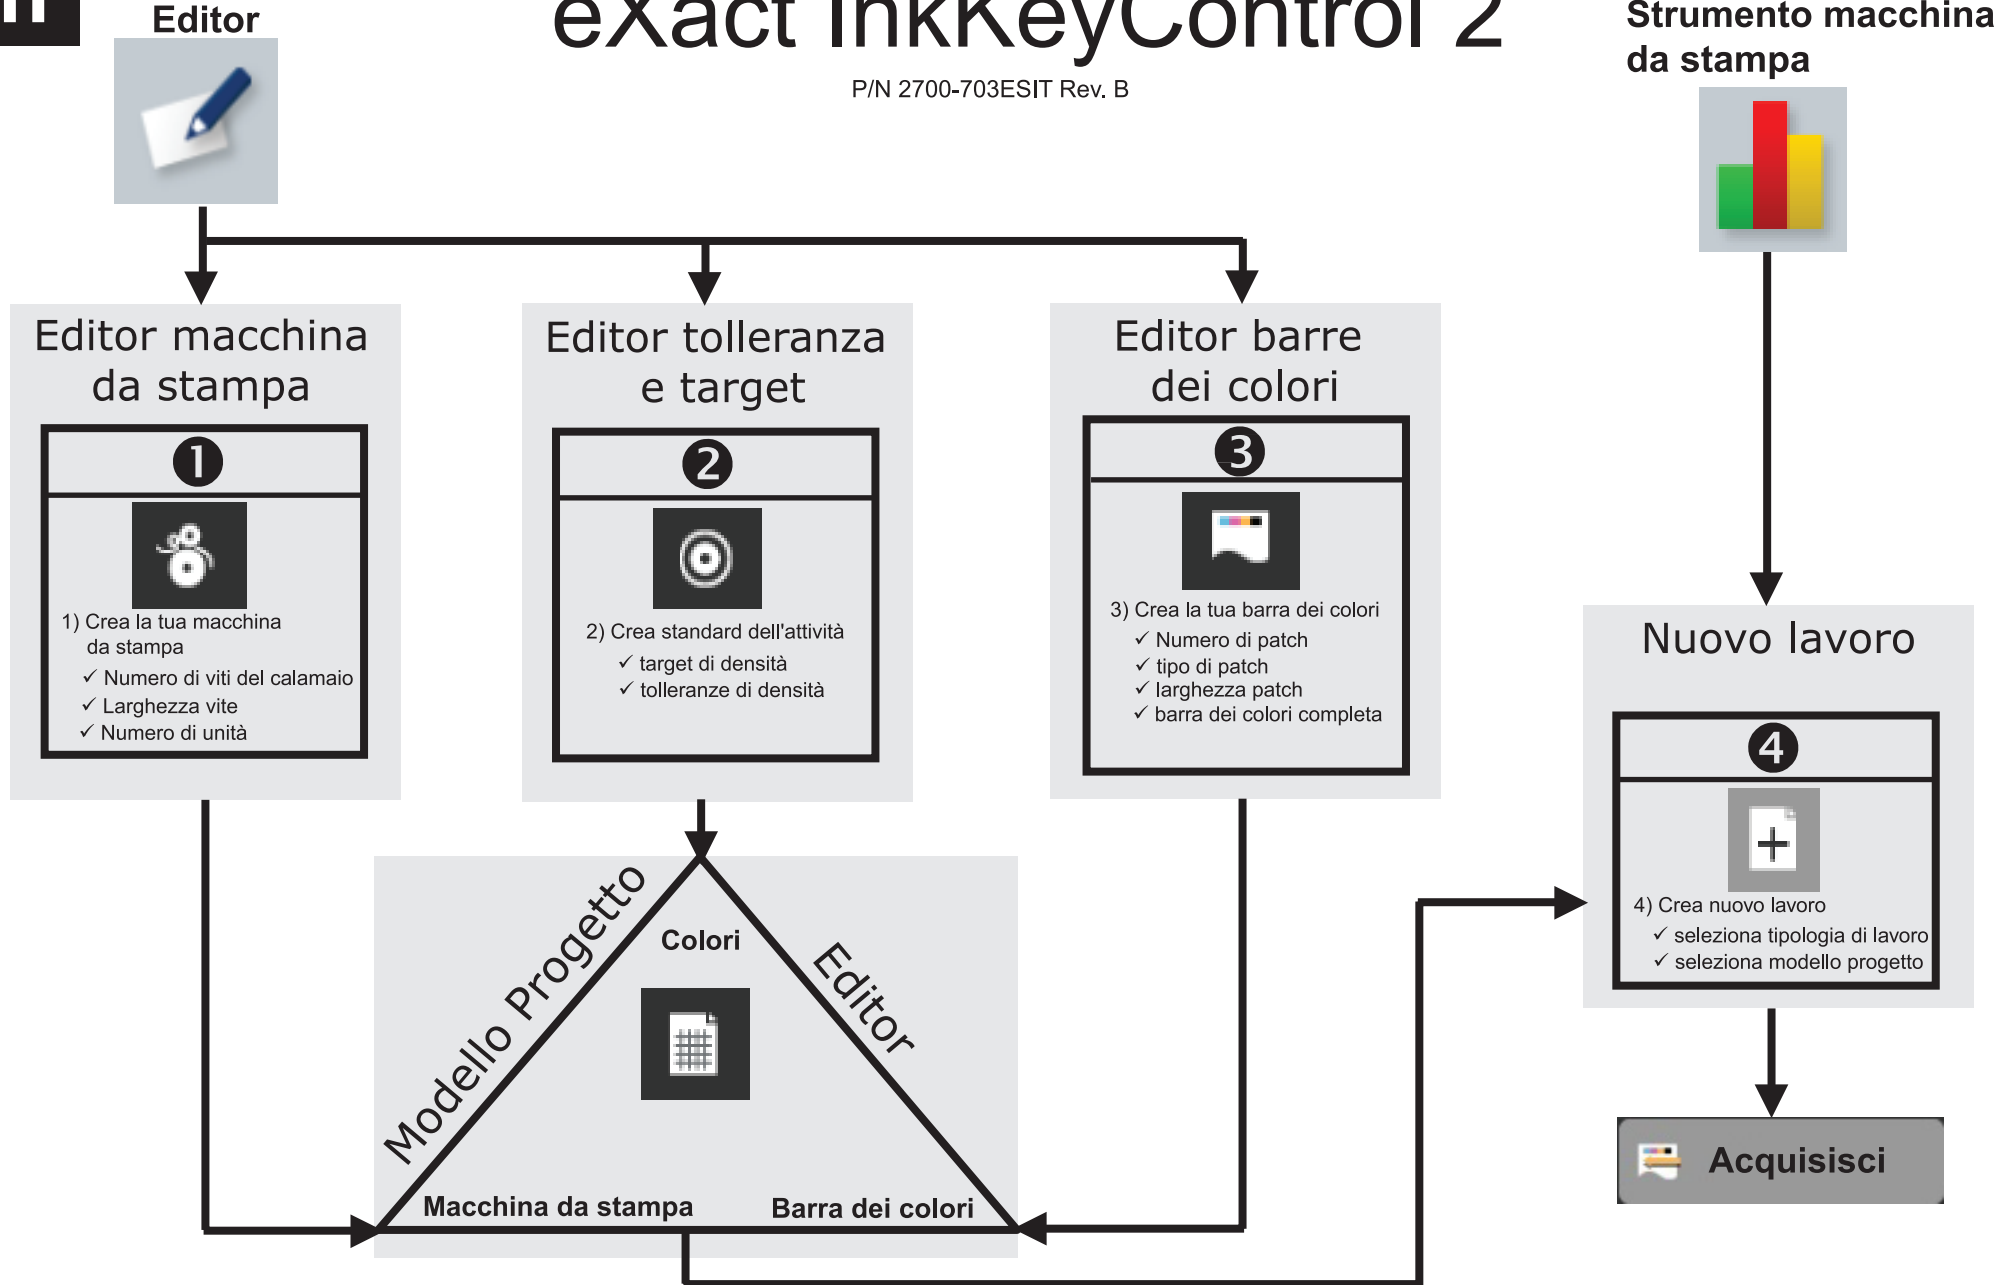 Editor
eXact InkKeyControl 2
P/N 2700-703ESIT Rev. B
Strumento macchina
da stampa
Editor macchina
da stampa
1
1) Crea la tua macchina
da stampa
✓ Numero di viti del calamaio
✓ Larghezza vite
✓ Numero di unità
Editor tolleranza
e target
2
2) Crea standard dell'attività
✓ target di densità
✓ tolleranze di densità
Editor barre
dei colori
3
3) Crea la tua barra dei colori
✓ Numero di patch
✓ tipo di patch
✓ larghezza patch
✓ barra dei colori completa
Nuovo lavoro
4
4) Crea nuovo lavoro
✓ seleziona tipologia di lavoro
✓ seleziona modello progetto
Modello Progetto
Editor
Colori
Macchina da stampa
Barra dei colori
Acquisisci